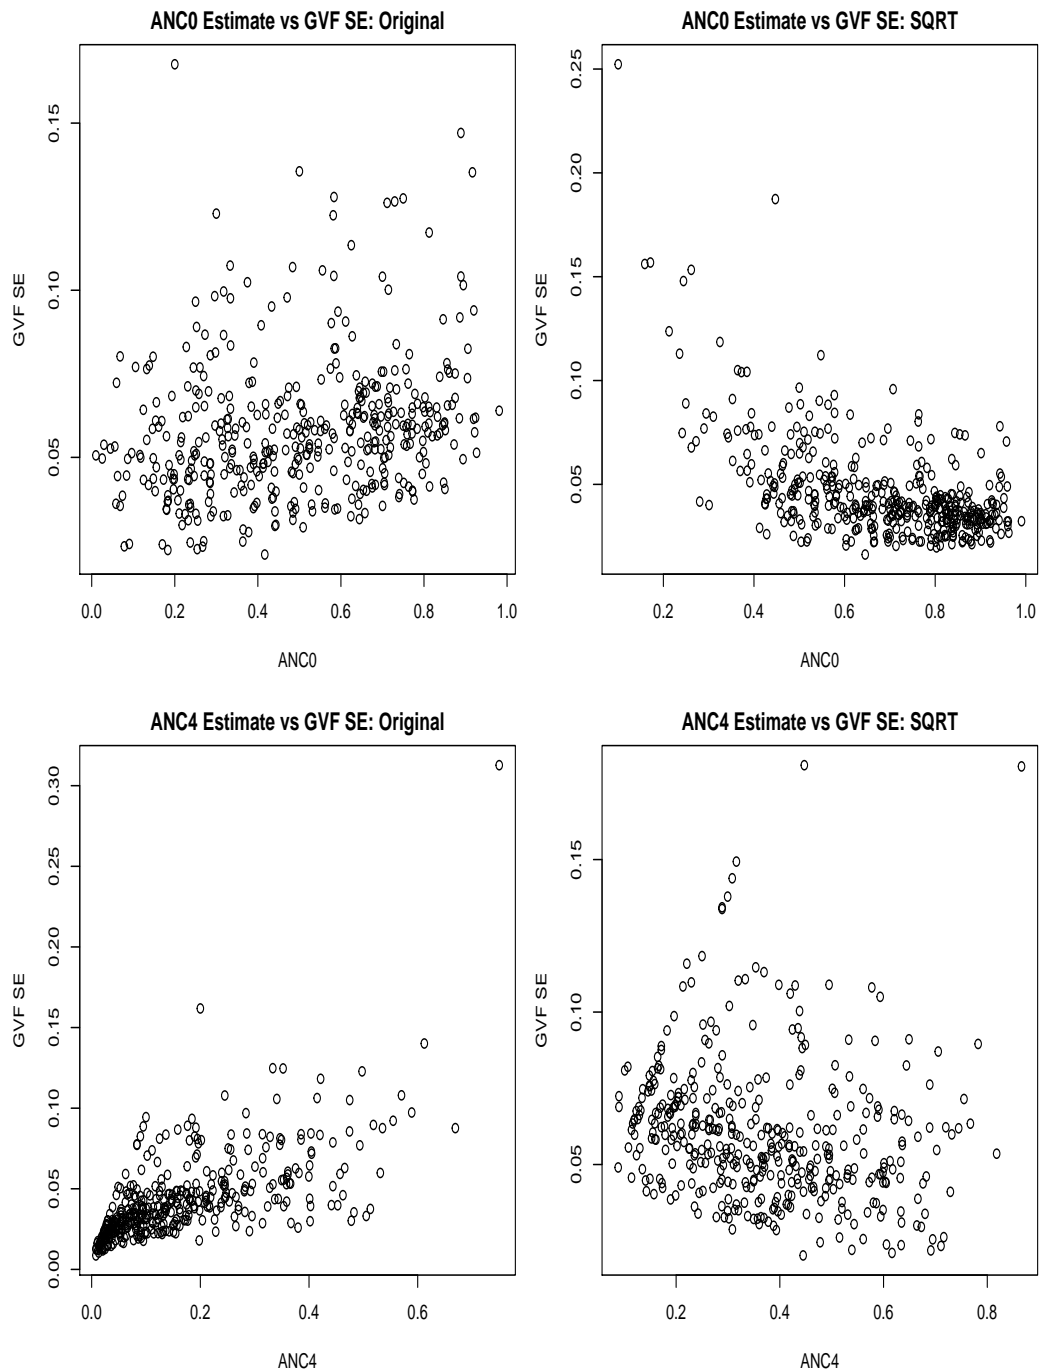 ANC0 Estimate vs GVF SE: Original
GVF SE
0.05 0.10 0.15
0.0 0.2 0.4 0.6 0.8 1.0
ANC0
ANC0 Estimate vs GVF SE: SQRT
GVF SE
0.05 0.10 0.15 0.20 0.25
0.2 0.4 0.6 0.8 1.0
ANC0
ANC4 Estimate vs GVF SE: Original
GVF SE
0.00 0.05 0.10 0.15 0.20 0.25 0.30
0.0 0.2 0.4 0.6
ANC4
ANC4 Estimate vs GVF SE: SQRT
GVF SE
0.05 0.10 0.15
0.2 0.4 0.6 0.8
ANC4